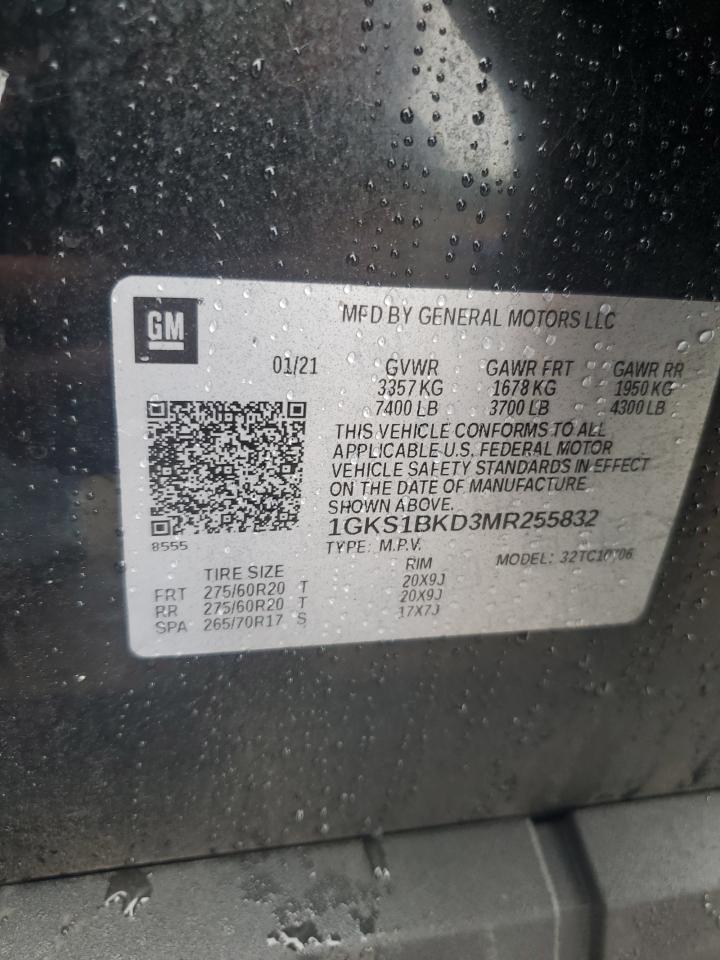 GM
MFD BY GENERAL MOTORS LLC
01/21 GVWR GAWR FRT GAWR RR
3357 KG 1678 KG 1950 KG
7400 LB 3700 LB 4300 LB
THIS VEHICLE CONFORMS TO ALL
APPLICABLE U.S. FEDERAL MOTOR
VEHICLE SAFETY STANDARDS IN EFFECT
ON THE DATE OF MANUFACTURE
SHOWN ABOVE.
1GKS1BKD3MR255832
8555 TYPE: M.P.V. MODEL:
TIRE SIZE RIM
FRT 275/60R20 T 20X9J
RR 275/60R20 T 20X9J
SPA 265/70R17 S 17X7J